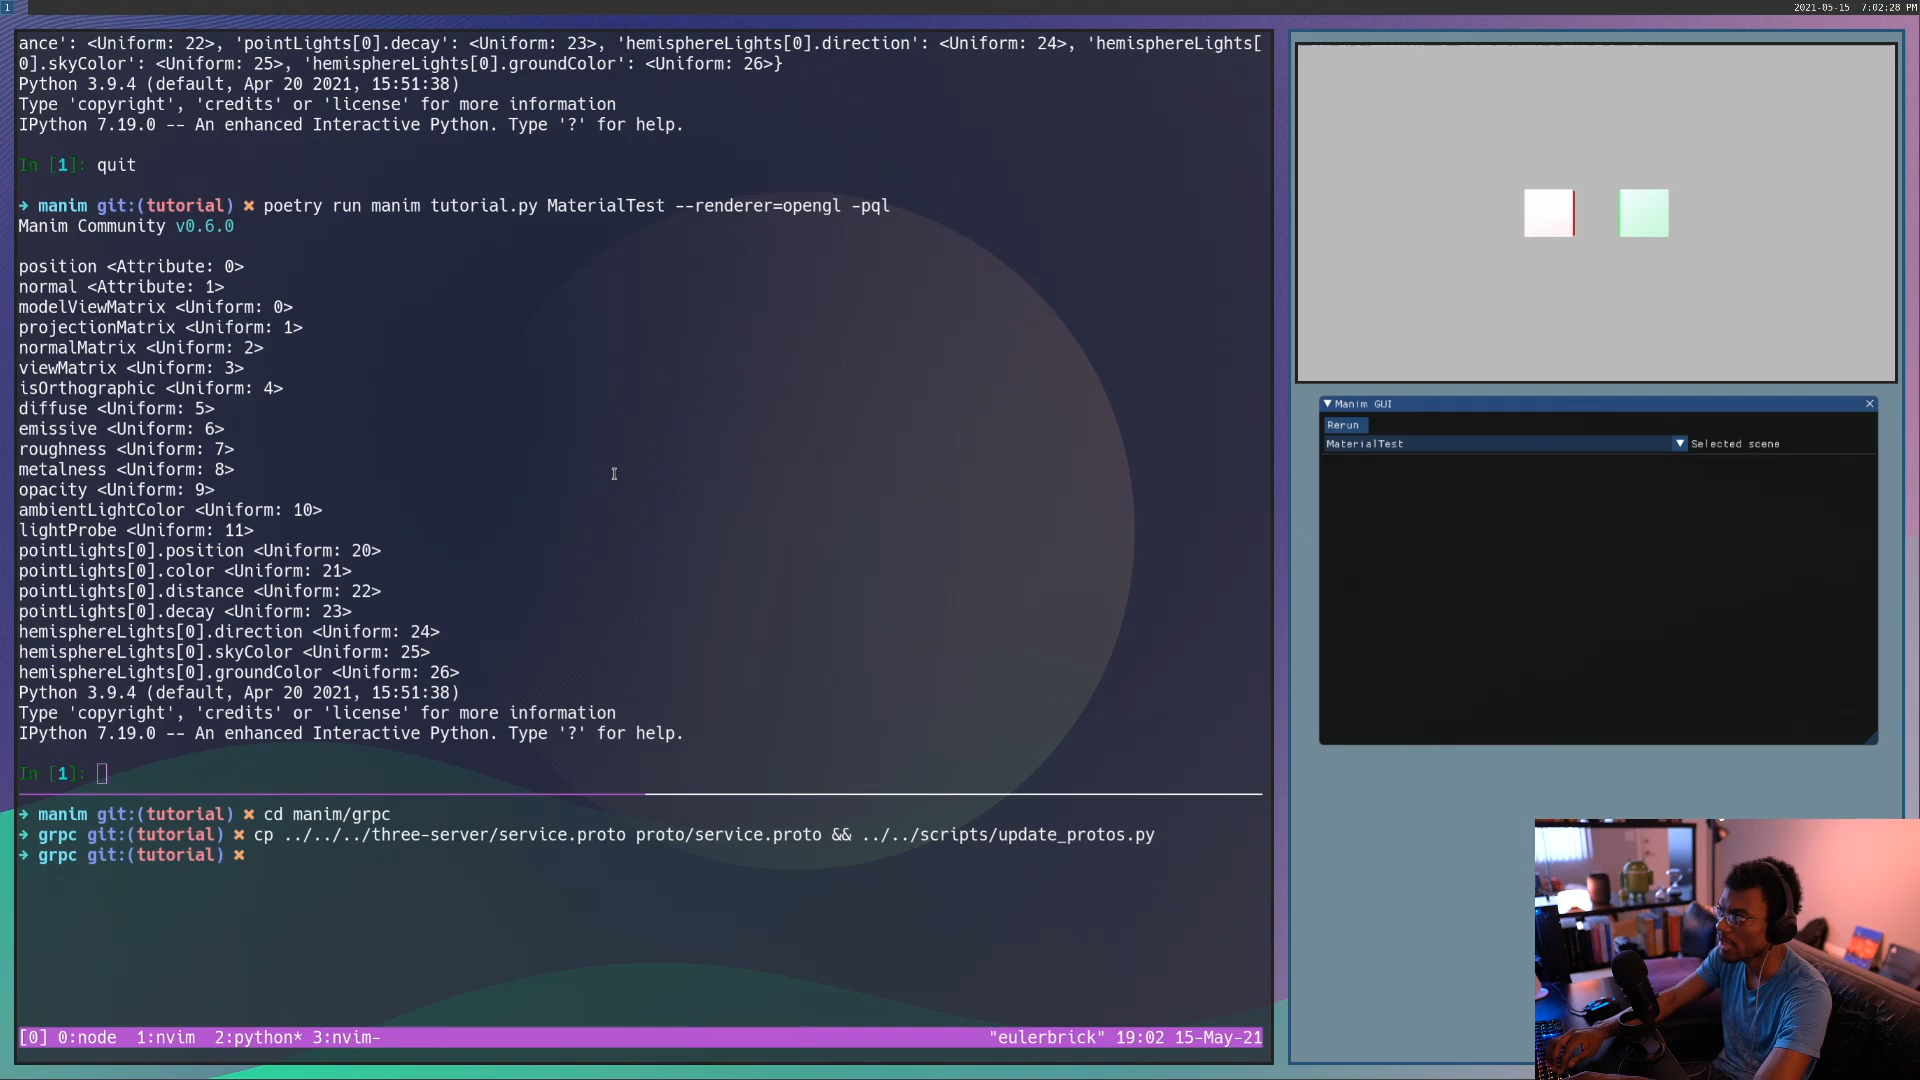 1
2021-05-15 7:02:28 PM
ance': <Uniform: 22>, 'pointLights[0].decay': <Uniform: 23>, 'hemisphereLights[0].direction': <Uniform: 24>, 'hemisphereLights[
0].skyColor': <Uniform: 25>, 'hemisphereLights[0].groundColor': <Uniform: 26>}
Python 3.9.4 (default, Apr 20 2021, 15:51:38)
Type 'copyright', 'credits' or 'license' for more information
IPython 7.19.0 -- An enhanced Interactive Python. Type '?' for help.
In [1]: quit
➜ manim git:(tutorial) ✖ poetry run manim tutorial.py MaterialTest --renderer=opengl -pql
Manim Community v0.6.0
position <Attribute: 0>
normal <Attribute: 1>
modelViewMatrix <Uniform: 0>
projectionMatrix <Uniform: 1>
normalMatrix <Uniform: 2>
viewMatrix <Uniform: 3>
isOrthographic <Uniform: 4>
diffuse <Uniform: 5>
emissive <Uniform: 6>
roughness <Uniform: 7>
metalness <Uniform: 8>
opacity <Uniform: 9>
ambientLightColor <Uniform: 10>
lightProbe <Uniform: 11>
pointLights[0].position <Uniform: 20>
pointLights[0].color <Uniform: 21>
pointLights[0].distance <Uniform: 22>
pointLights[0].decay <Uniform: 23>
hemisphereLights[0].direction <Uniform: 24>
hemisphereLights[0].skyColor <Uniform: 25>
hemisphereLights[0].groundColor <Uniform: 26>
Python 3.9.4 (default, Apr 20 2021, 15:51:38)
Type 'copyright', 'credits' or 'license' for more information
IPython 7.19.0 -- An enhanced Interactive Python. Type '?' for help.
In [1]:
➜ manim git:(tutorial) ✖ cd manim/grpc
➜ grpc git:(tutorial) ✖ cp ../../../three-server/service.proto proto/service.proto && ../../scripts/update_protos.py
➜ grpc git:(tutorial) ✖
[0] 0:node 1:nvim 2:python* 3:nvim-
"eulerbrick" 19:02 15-May-21
Manim GUI
Rerun
MaterialTest
Selected scene